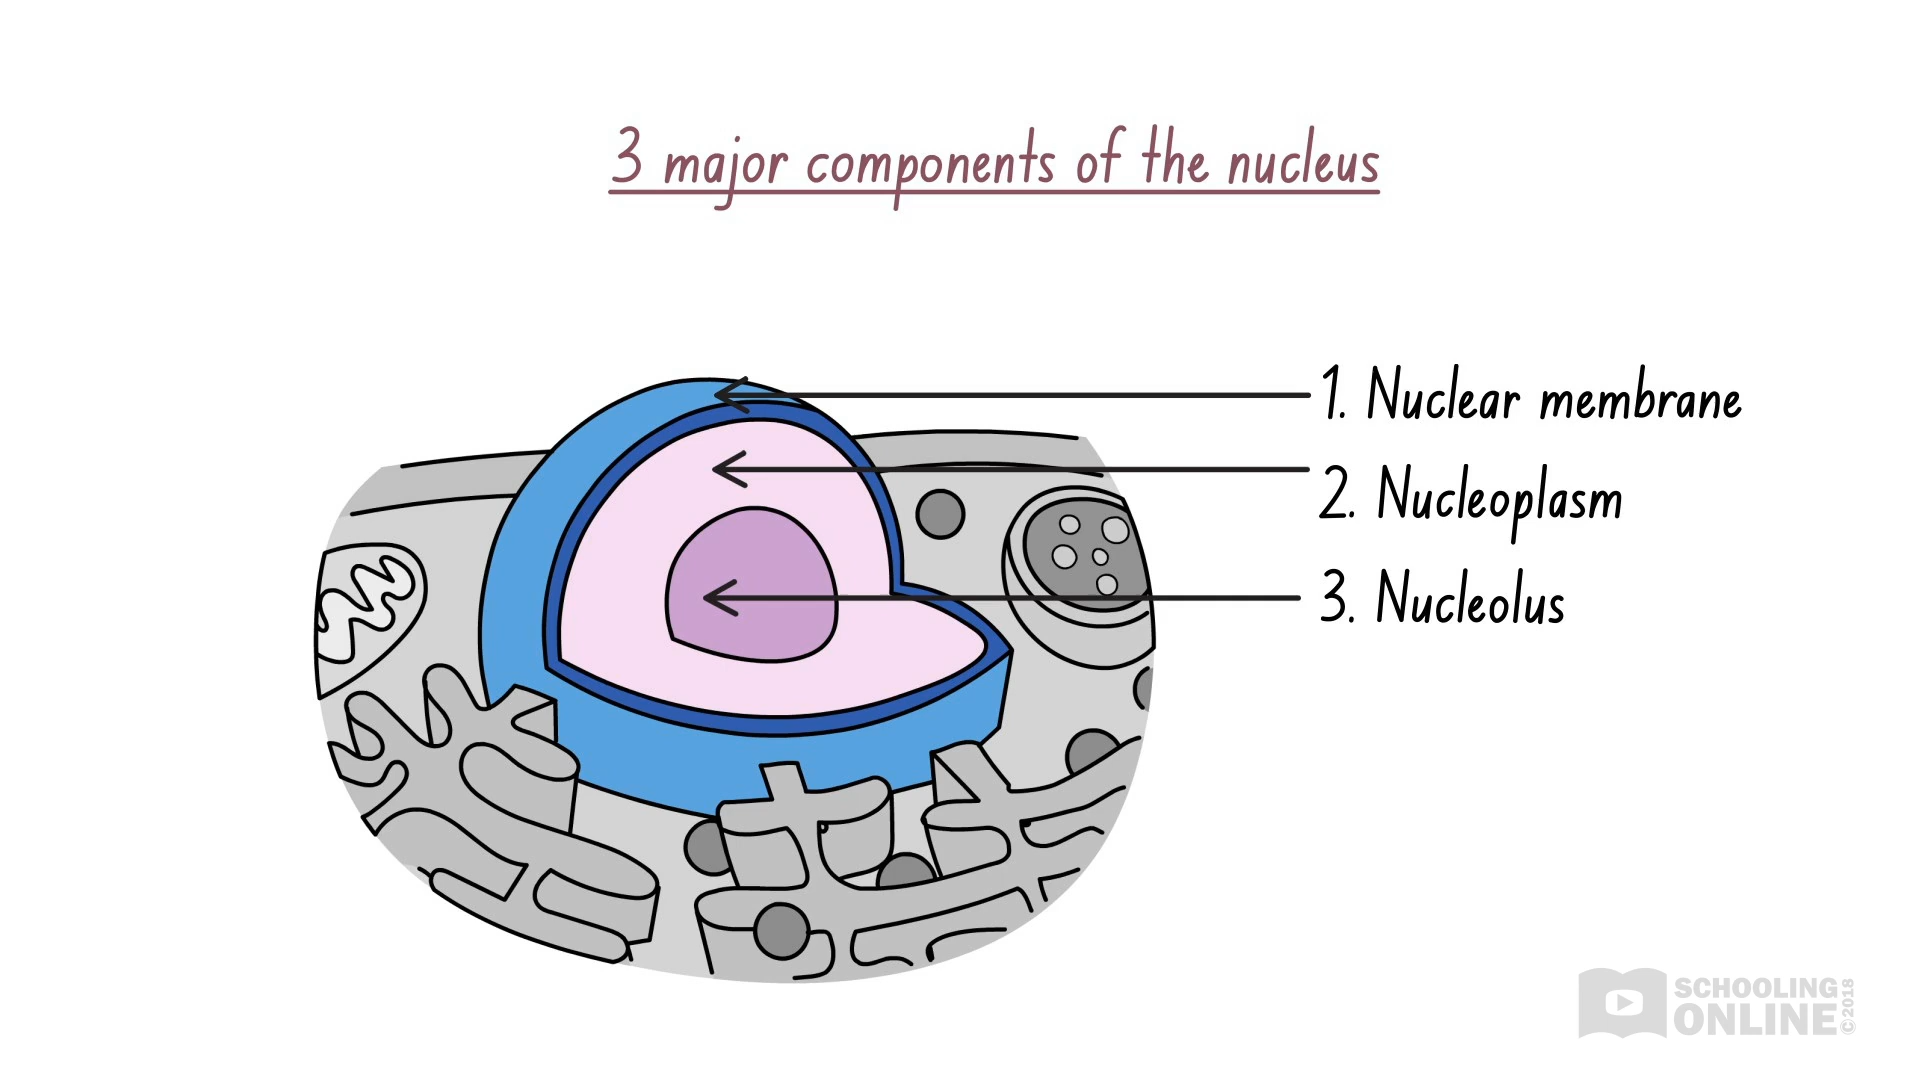 3 major components of the nucleus
1. Nuclear membrane
2. Nucleoplasm
3. Nucleolus
SCHOOLING
ONLINE
©2018